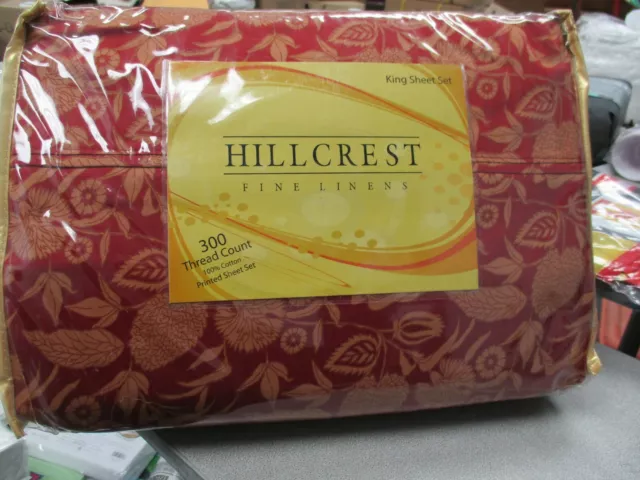 King Sheet Set
HILLCREST
FINE LINENS
300
Thread Count
100% Cotton
Printed Sheet Set